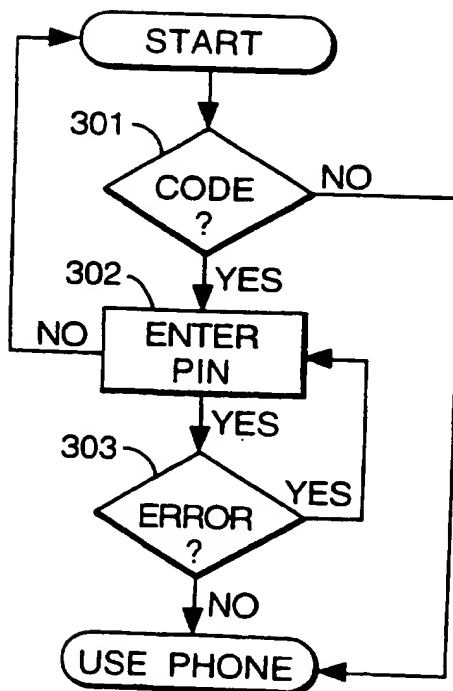 START
301
CODE
?
NO
YES
302
ENTER
PIN
NO
YES
303
ERROR
?
YES
NO
USE PHONE